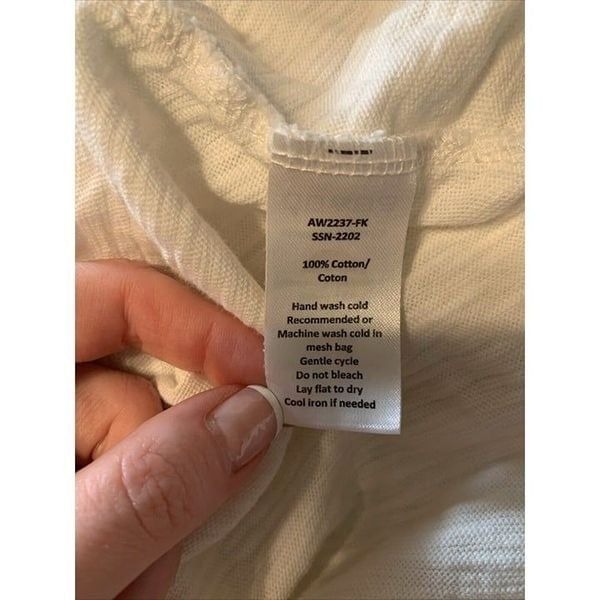 AW2237-FK
SSN-2202
100% Cotton/
Coton
Hand wash cold
Recommended or
Machine wash cold in
mesh bag
Gentle cycle
Do not bleach
Lay flat to dry
Cool iron if needed